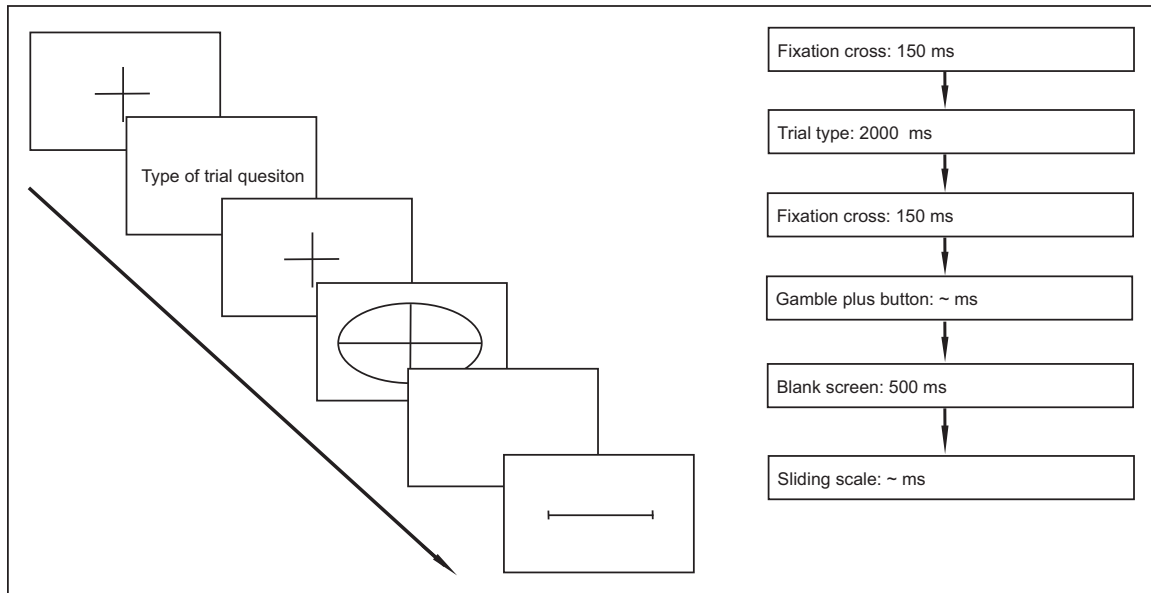 Type of trial quesiton
Fixation cross: 150 ms
Trial type: 2000 ms
Fixation cross: 150 ms
Gamble plus button: ~ ms
Blank screen: 500 ms
Sliding scale: ~ ms